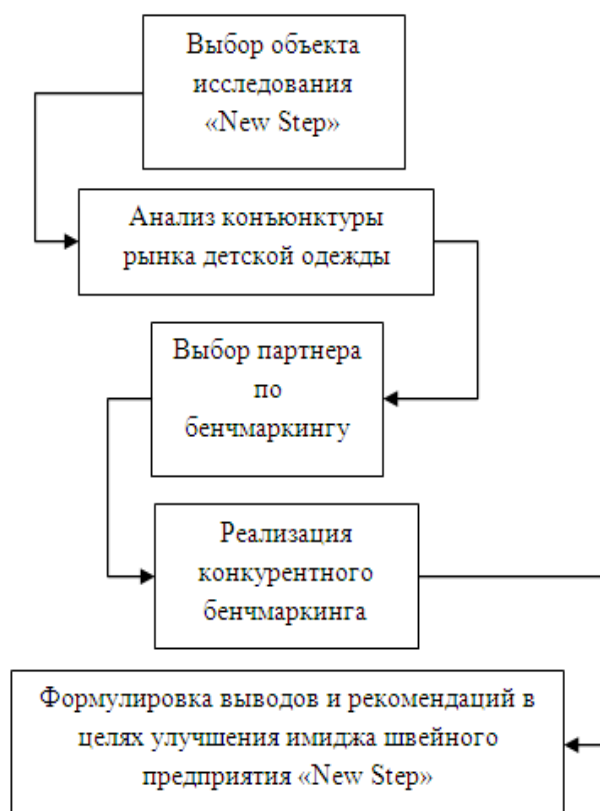 Выбор объекта
исследования
«New Step»
Анализ конъюнктуры
рынка детской одежды
Выбор партнера
по
бенчмаркингу
Реализация
конкурентного
бенчмаркинга
Формулировка выводов и рекомендаций в
целях улучшения имиджа швейного
предприятия «New Step»